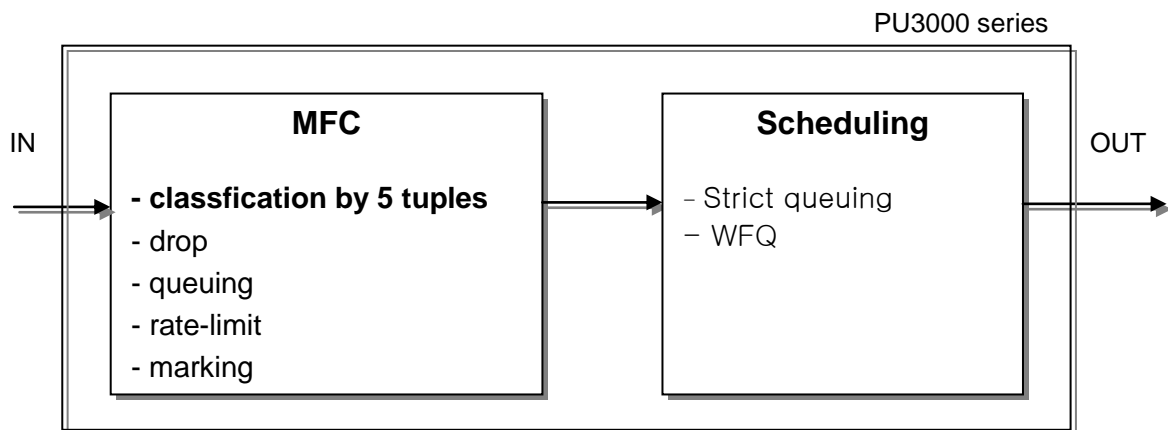 PU3000 series
IN
MFC
- classfication by 5 tuples
- drop
- queuing
- rate-limit
- marking
Scheduling
- Strict queuing
- WFQ
OUT